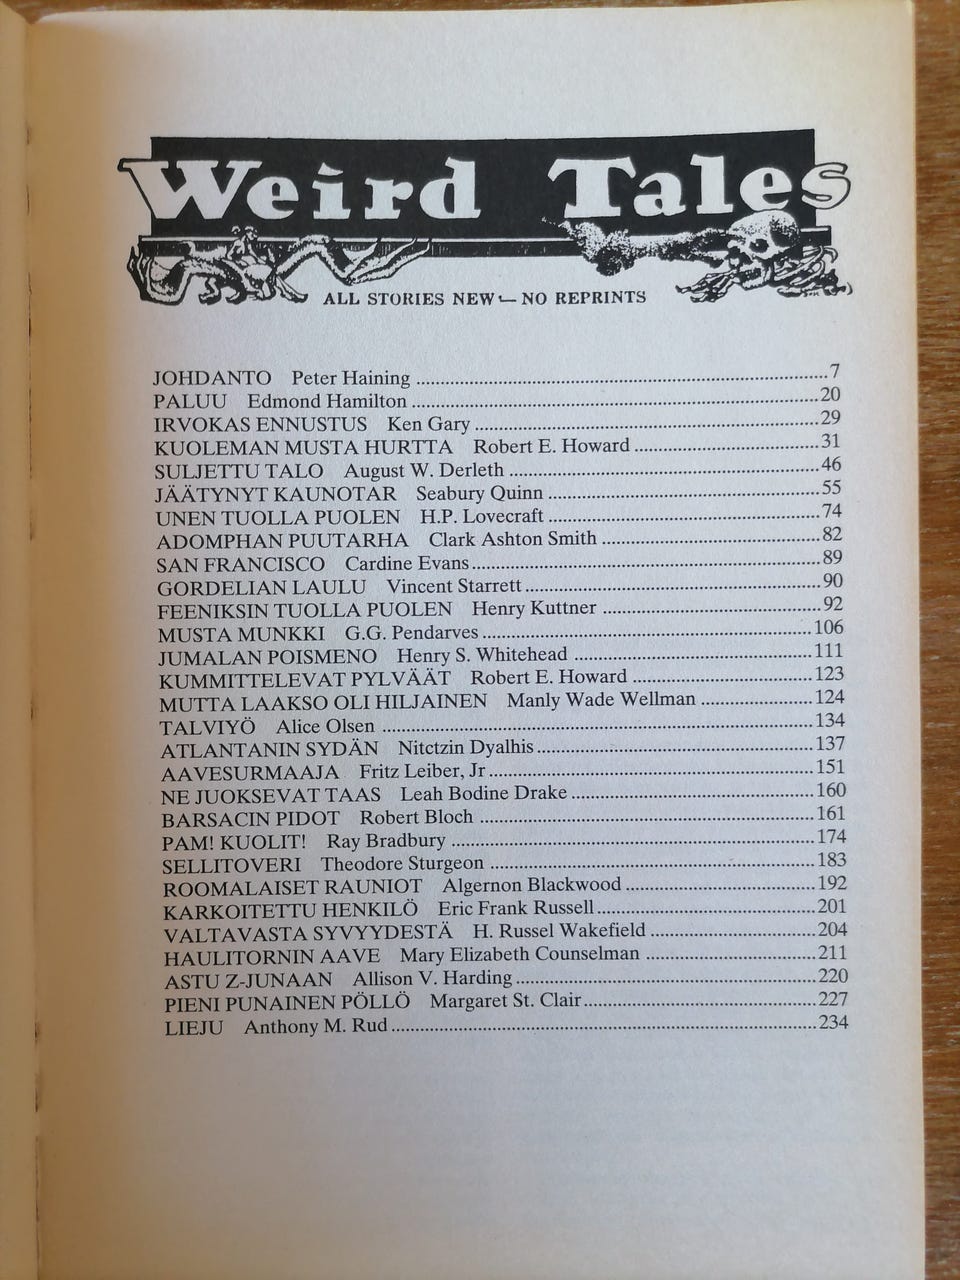 Weird Tales
ALL STORIES NEW — NO REPRINTS
JOHDANTO Peter Haining ........ 7
PALUU Edmond Hamilton ........ 20
IRVOKAS ENNUSTUS Ken Gary ........ 29
KUOLEMAN MUSTA HURTTA Robert E. Howard ........ 31
SULJETTU TALO August W. Derleth ........ 46
JÄÄTYNYT KAUNOTAR Seabury Quinn ........ 55
UNEN TUOLLA PUOLEN H.P. Lovecraft ........ 74
ADOMPHAN PUUTARHA Clark Ashton Smith ........ 82
SAN FRANCISCO Cardine Evans ........ 89
GORDELIAN LAULU Vincent Starrett ........ 90
FEENIKSIN TUOLLA PUOLEN Henry Kuttner ........ 92
MUSTA MUNKKI G.G. Pendarves ........ 106
JUMALAN POISMENO Henry S. Whitehead ........ 111
KUMMITTELEVAT PYLVÄÄT Robert E. Howard ........ 123
MUTTA LAAKSO OLI HILJAINEN Manly Wade Wellman ........ 124
TALVIYÖ Alice Olsen ........ 134
ATLANTANIN SYDÄN Nitctzin Dyalhis ........ 137
AAVESURMAAJA Fritz Leiber, Jr ........ 151
NE JUOKSEVAT TAAS Leah Bodine Drake ........ 160
BARSACIN PIDOT Robert Bloch ........ 161
PAM! KUOLIT! Ray Bradbury ........ 174
SELLITOVERI Theodore Sturgeon ........ 183
ROOMALAISET RAUNIOT Algernon Blackwood ........ 192
KARKOITETTU HENKILÖ Eric Frank Russell ........ 201
VALTAVASTA SYVYYDESTÄ H. Russel Wakefield ........ 204
HAULITORNIN AAVE Mary Elizabeth Counselman ........ 211
ASTU Z-JUNAAN Allison V. Harding ........ 220
PIENI PUNAINEN PÖLLÖ Margaret St. Clair ........ 227
LIEJU Anthony M. Rud ........ 234